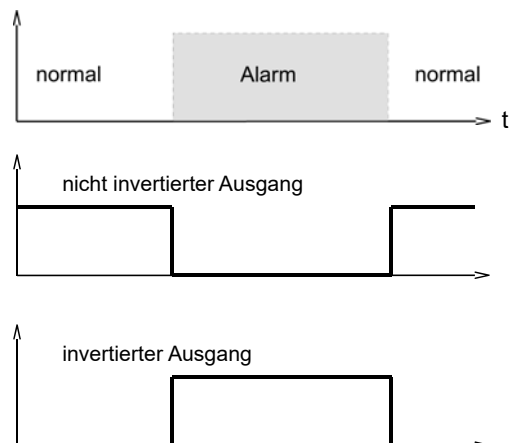 normal Alarm normal
t
nicht invertierter Ausgang
invertierter Ausgang